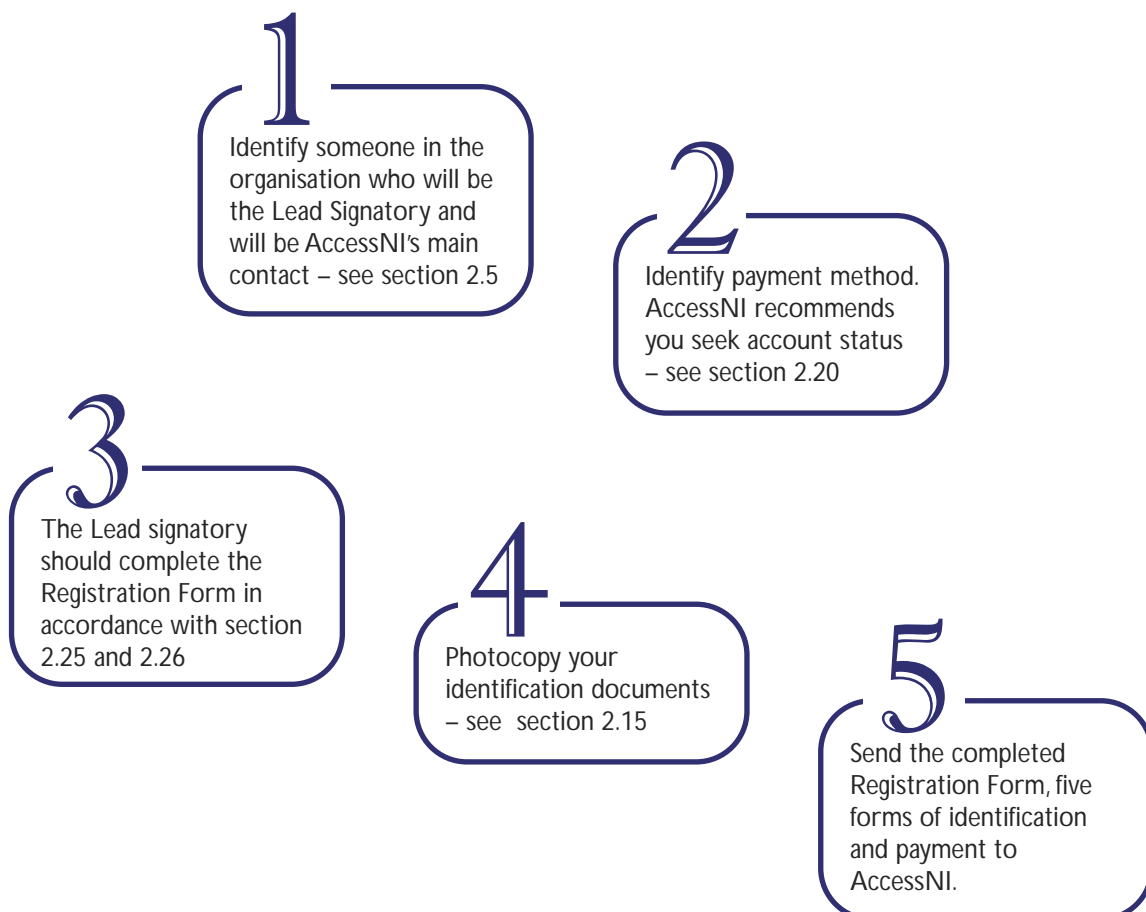 1
Identify someone in the
organisation who will be
the Lead Signatory and
will be AccessNI's main
contact – see section 2.5
2
Identify payment method.
AccessNI recommends
you seek account status
– see section 2.20
3
The Lead signatory
should complete the
Registration Form in
accordance with section
2.25 and 2.26
4
Photocopy your
identification documents
– see section 2.15
5
Send the completed
Registration Form, five
forms of identification
and payment to
AccessNI.